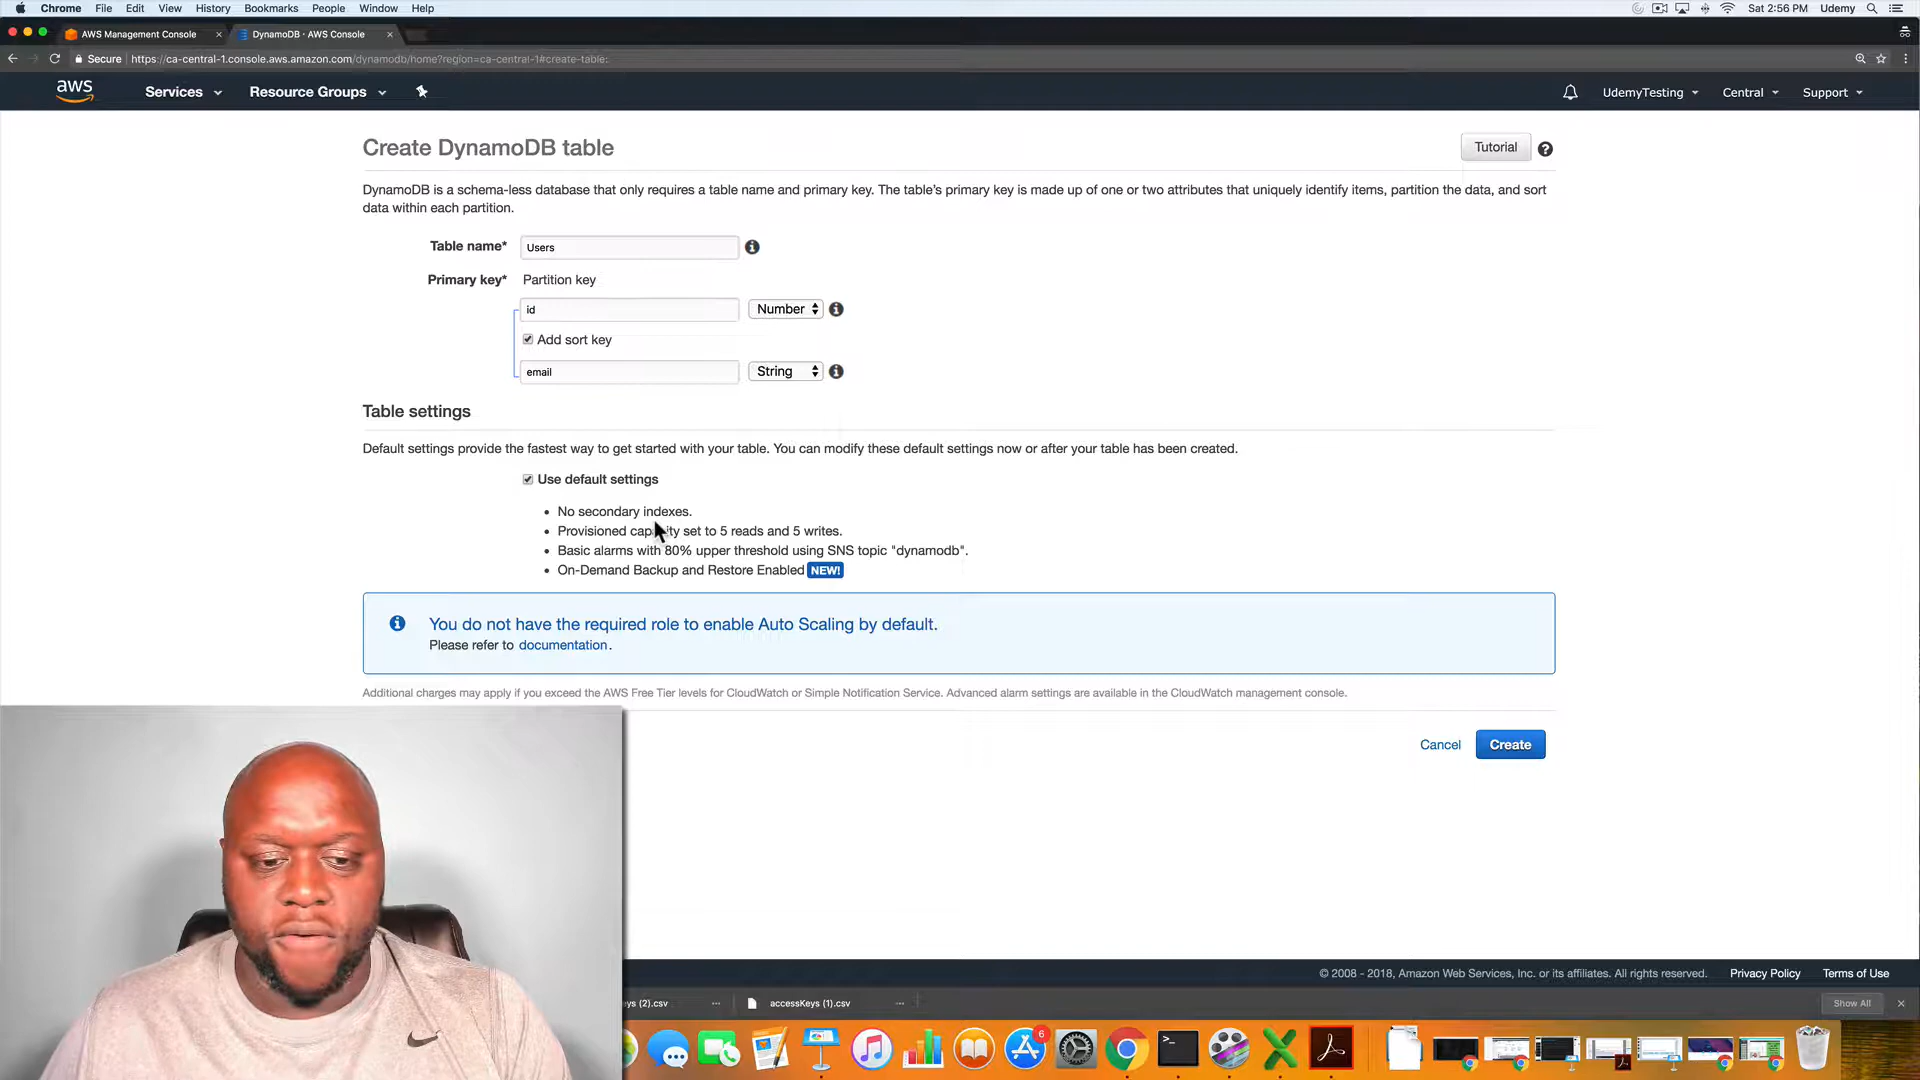 Chrome File Edit View History Bookmarks People Window Help
Sat 2:56 PM Udemy
AWS Management Console
DynamoDB · AWS Console
Secure https://ca-central-1.console.aws.amazon.com/dynamodb/home?region=ca-central-1#create-table:
aws Services Resource Groups UdemyTesting Central Support
Create DynamoDB table
Tutorial
DynamoDB is a schema-less database that only requires a table name and primary key. The table's primary key is made up of one or two attributes that uniquely identify items, partition the data, and sort
data within each partition.
Table name* Users
Primary key* Partition key
id Number
Add sort key
email String
Table settings
Default settings provide the fastest way to get started with your table. You can modify these default settings now or after your table has been created.
Use default settings
No secondary indexes.
Provisioned capacity set to 5 reads and 5 writes.
Basic alarms with 80% upper threshold using SNS topic "dynamodb".
On-Demand Backup and Restore Enabled NEW!
You do not have the required role to enable Auto Scaling by default.
Please refer to documentation.
Additional charges may apply if you exceed the AWS Free Tier levels for CloudWatch or Simple Notification Service. Advanced alarm settings are available in the CloudWatch management console.
Cancel Create
© 2008 - 2018, Amazon Web Services, Inc. or its affiliates. All rights reserved. Privacy Policy Terms of Use
ys (2).csv accessKeys (1).csv Show All
6